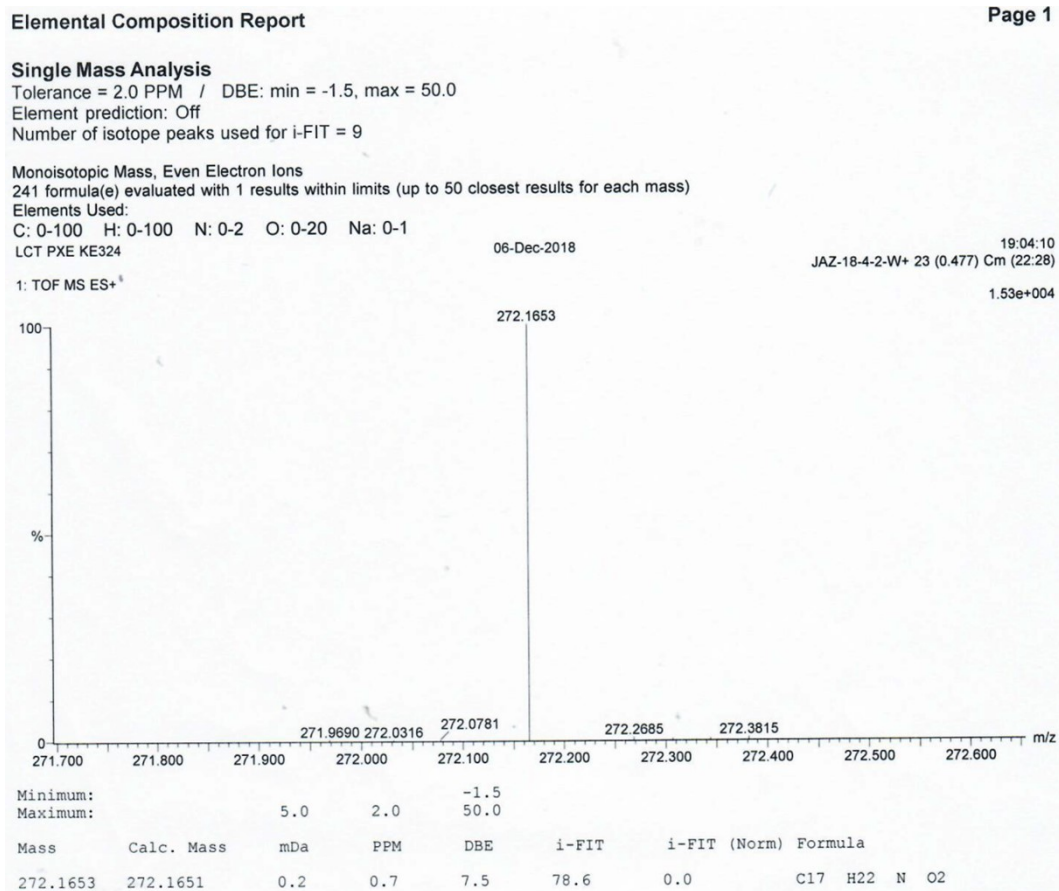 Elemental Composition Report Page 1
Single Mass Analysis
Tolerance = 2.0 PPM / DBE: min = -1.5, max = 50.0
Element prediction: Off
Number of isotope peaks used for i-FIT = 9
Monoisotopic Mass, Even Electron Ions
241 formula(e) evaluated with 1 results within limits (up to 50 closest results for each mass)
Elements Used:
C: 0-100 H: 0-100 N: 0-2 O: 0-20 Na: 0-1
LCT PXE KE324 06-Dec-2018 19:04:10
JAZ-18-4-2-W+ 23 (0.477) Cm (22:28)
1: TOF MS ES+
1.53e+004
272.1653
100
%
271.9690 272.0316 272.0781 272.2685 272.3815
0
271.700 271.800 271.900 272.000 272.100 272.200 272.300 272.400 272.500 272.600 m/z
Minimum: -1.5
Maximum: 5.0 2.0 50.0
Mass Calc. Mass mDa PPM DBE i-FIT i-FIT (Norm) Formula
272.1653 272.1651 0.2 0.7 7.5 78.6 0.0 C17 H22 N O2